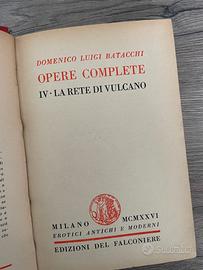 DOMENICO LUIGI BATACCHI
OPERE COMPLETE
IV · LA RETE DI VULCANO
MILANO MCMXXVI
EROTICI ANTICHI E MODERNI
EDIZIONI DEL FALCONIERE